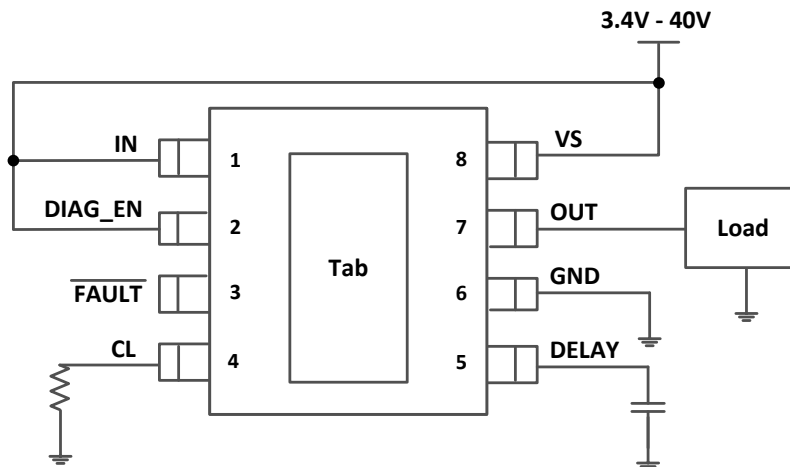 3.4V - 40V
IN
1
8
VS
DIAG_EN
2
7
OUT
Load
Tab
FAULT
3
6
GND
CL
4
5
DELAY